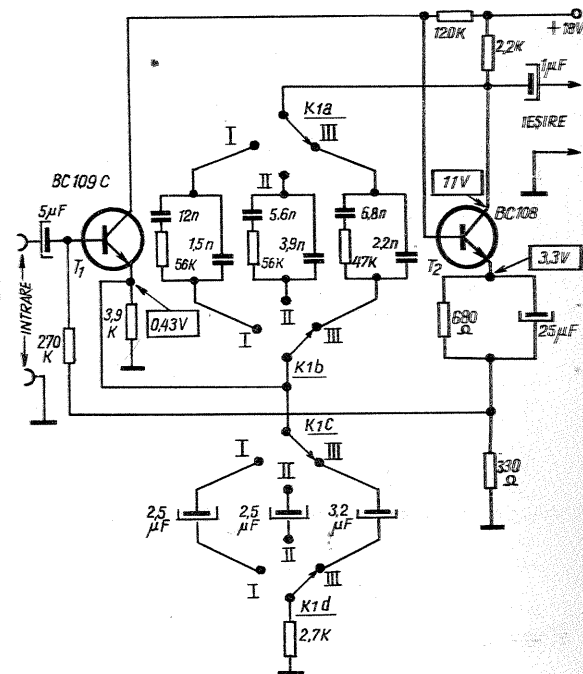 120K
+18V
2,2K
1µF
K1a
I
III
IESIRE
BC109C
II
11V
BC108
5µF
12n
5.6n
6,8n
1,5n
3,9n
2,2n
56K
56K
47K
T1
T2
3,3V
INTRARE
3,9
K
0,43V
I
II
III
680
Ω
25µF
270
K
K1b
K1c
I
II
III
330
Ω
2,5
µF
2,5
µF
3,2
µF
II
I
III
K1d
2,7K